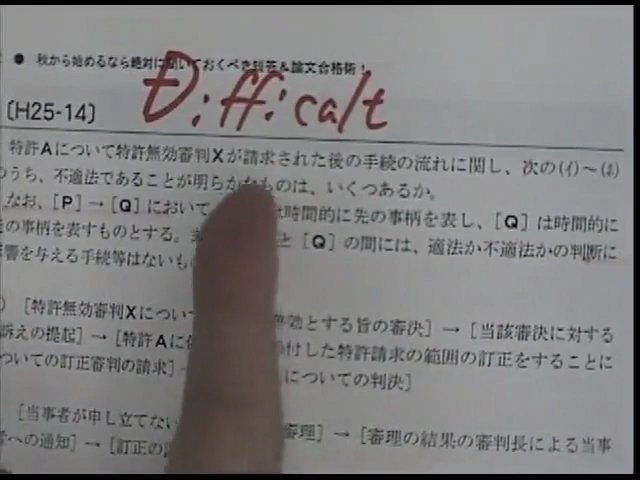 ● 秋から始めるなら絶対に聞いておくべき短答&論文合格術!
Difficalt
〔H25-14〕
特許Aについて特許無効審判Xが請求された後の手続の流れに関し、次の(イ)~(ホ)
のうち、不適法であることが明らかなものは、いくつあるか。
なお、[P]→[Q]において は時間的に先の事柄を表し、[Q]は時間的に
の事柄を表すものとする。 と[Q]の間には、適法か不適法かの判断に
影響を与える手続等はないも
) [特許無効審判Xについ 無効とする旨の審決]→[当該審決に対する
訴えの提起]→[特許Aに 付した特許請求の範囲の訂正をすることに
ついての訂正審判の請求] についての判決]
[当事者が申し立てない 審理]→[審理の結果の審判長による当事
者への通知]→[訂正の